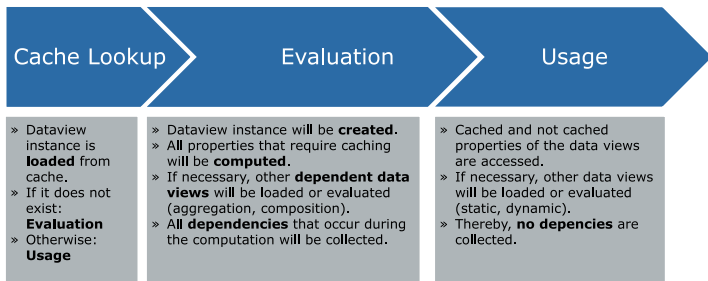 Cache Lookup
Evaluation
Usage
» Dataview
instance is
loaded from
cache.
» If it does not
exist:
Evaluation
» Otherwise:
Usage
» Dataview instance will be created.
» All properties that require caching
will be computed.
» If necessary, other dependent data
views will be loaded or evaluated
(aggregation, composition).
» All dependencies that occur during
the computation will be collected.
» Cached and not cached
properties of the data views
are accessed.
» If necessary, other data views
will be loaded or evaluated
(static, dynamic).
» Thereby, no depencies are
collected.